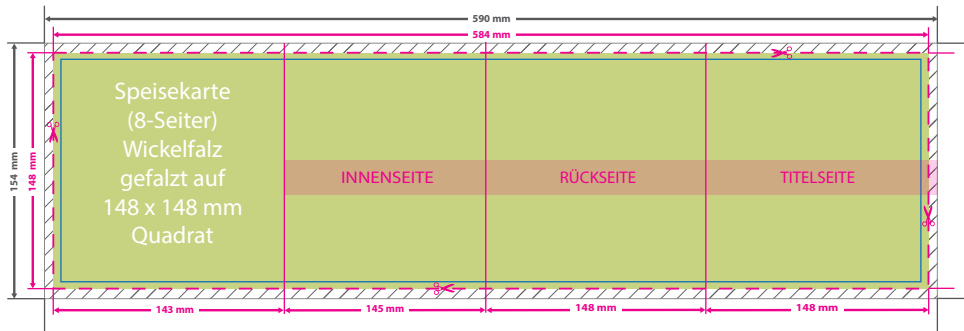 590 mm
584 mm
154 mm
148 mm
Speisekarte
(8-Seiter)
Wickelfalz
gefalzt auf
148 x 148 mm
Quadrat
INNENSEITE
RÜCKSEITE
TITELSEITE
143 mm
145 mm
148 mm
148 mm